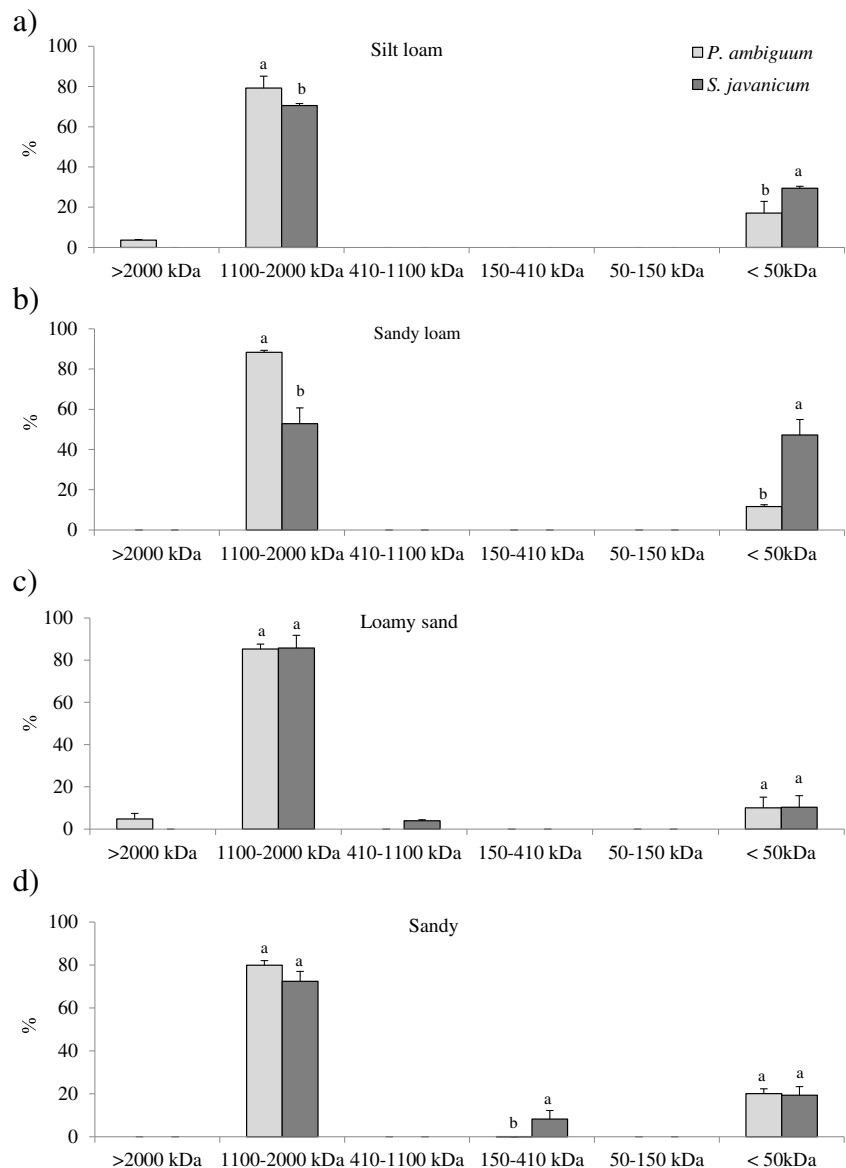 a)
Silt loam
P. ambiguum
S. javanicum
100
80
60
40
20
0
%
a
b
b
a
>2000 kDa 1100-2000 kDa 410-1100 kDa 150-410 kDa 50-150 kDa < 50kDa
b)
Sandy loam
100
80
60
40
20
0
%
a
b
b
a
>2000 kDa 1100-2000 kDa 410-1100 kDa 150-410 kDa 50-150 kDa < 50kDa
c)
Loamy sand
100
80
60
40
20
0
%
a a
a a
>2000 kDa 1100-2000 kDa 410-1100 kDa 150-410 kDa 50-150 kDa < 50kDa
d)
Sandy
100
80
60
40
20
0
%
a a
b
a
a a
>2000 kDa 1100-2000 kDa 410-1100 kDa 150-410 kDa 50-150 kDa < 50kDa